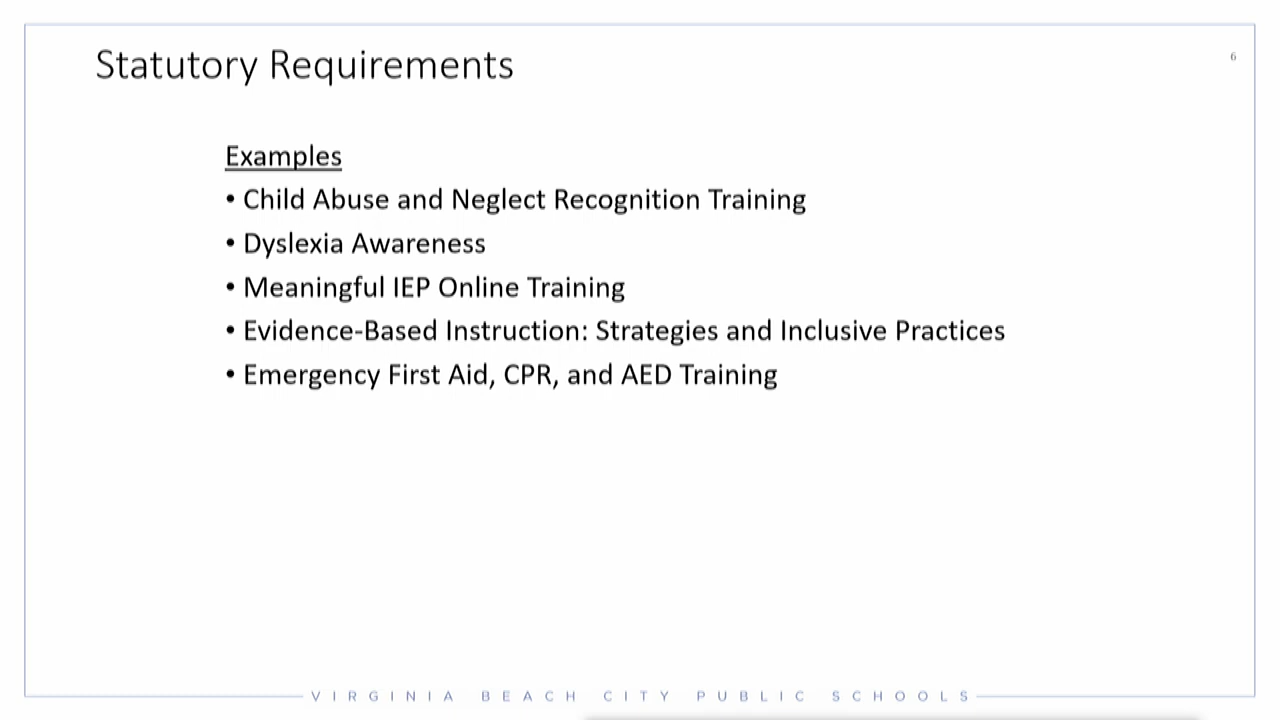 Statutory Requirements
6
Examples
• Child Abuse and Neglect Recognition Training
• Dyslexia Awareness
• Meaningful IEP Online Training
• Evidence-Based Instruction: Strategies and Inclusive Practices
• Emergency First Aid, CPR, and AED Training
VIRGINIA BEACH CITY PUBLIC SCHOOLS